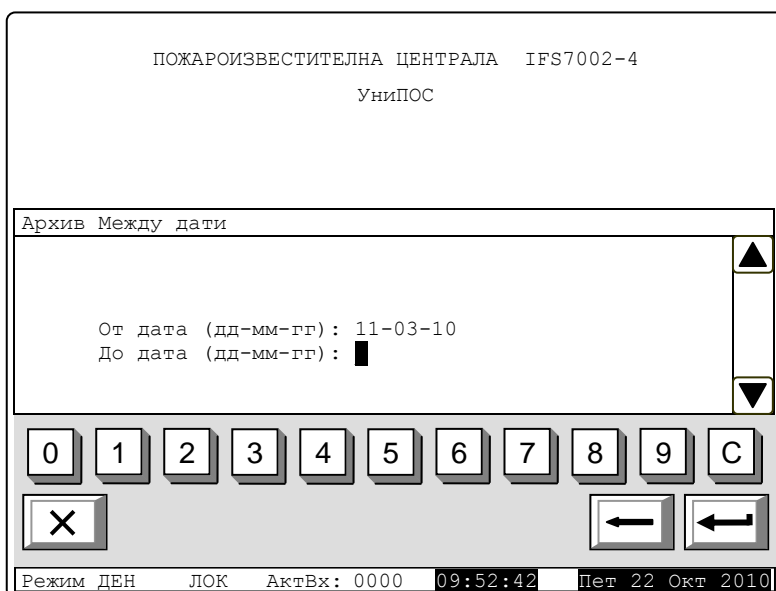 ПОЖАРОИЗВЕСТИТЕЛНА ЦЕНТРАЛА IFS7002-4
УниПОС
Архив Между дати
От дата (дд-мм-гг): 11-03-10
До дата (дд-мм-гг):
0 1 2 3 4 5 6 7 8 9 C
Режим ДЕН ЛОК АктВх: 0000 09:52:42 Пет 22 Окт 2010